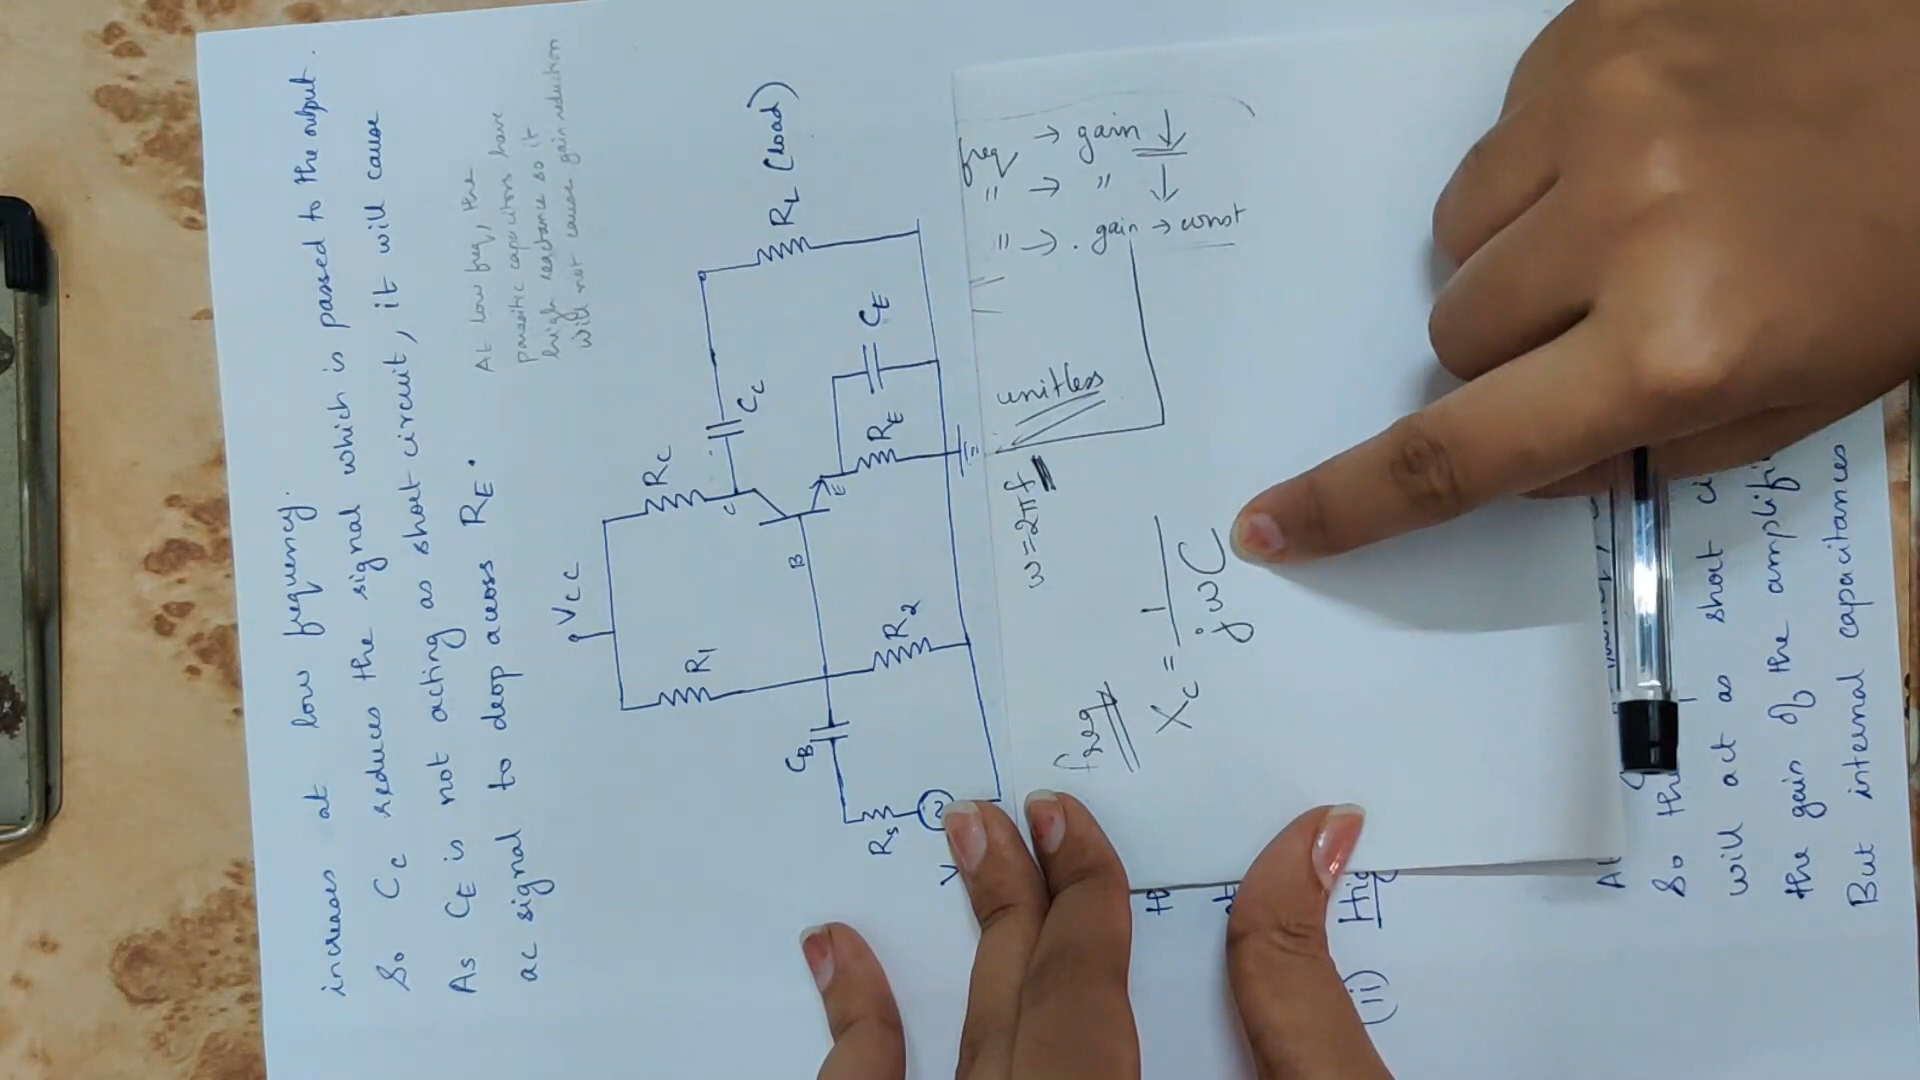 increases at low frequency.
So CC reduces the signal which is passed to the output.
As CE is not acting as short circuit, it will cause
ac signal to drop across RE.
At low freq, the
parasitic capacitors have
high reactance so it
will not cause gain reduction
VCC
R1
RC
CC
RL (load)
C
B
E
CB
R2
RE
CE
RS
V
freq → gain ↓
" → " ↓
" → . gain → const
unitless
w = 2πf
freq
XC = 1/jwC
(ii)
So the
will act as short ci
the gain of the amplifi
But internal capacitances